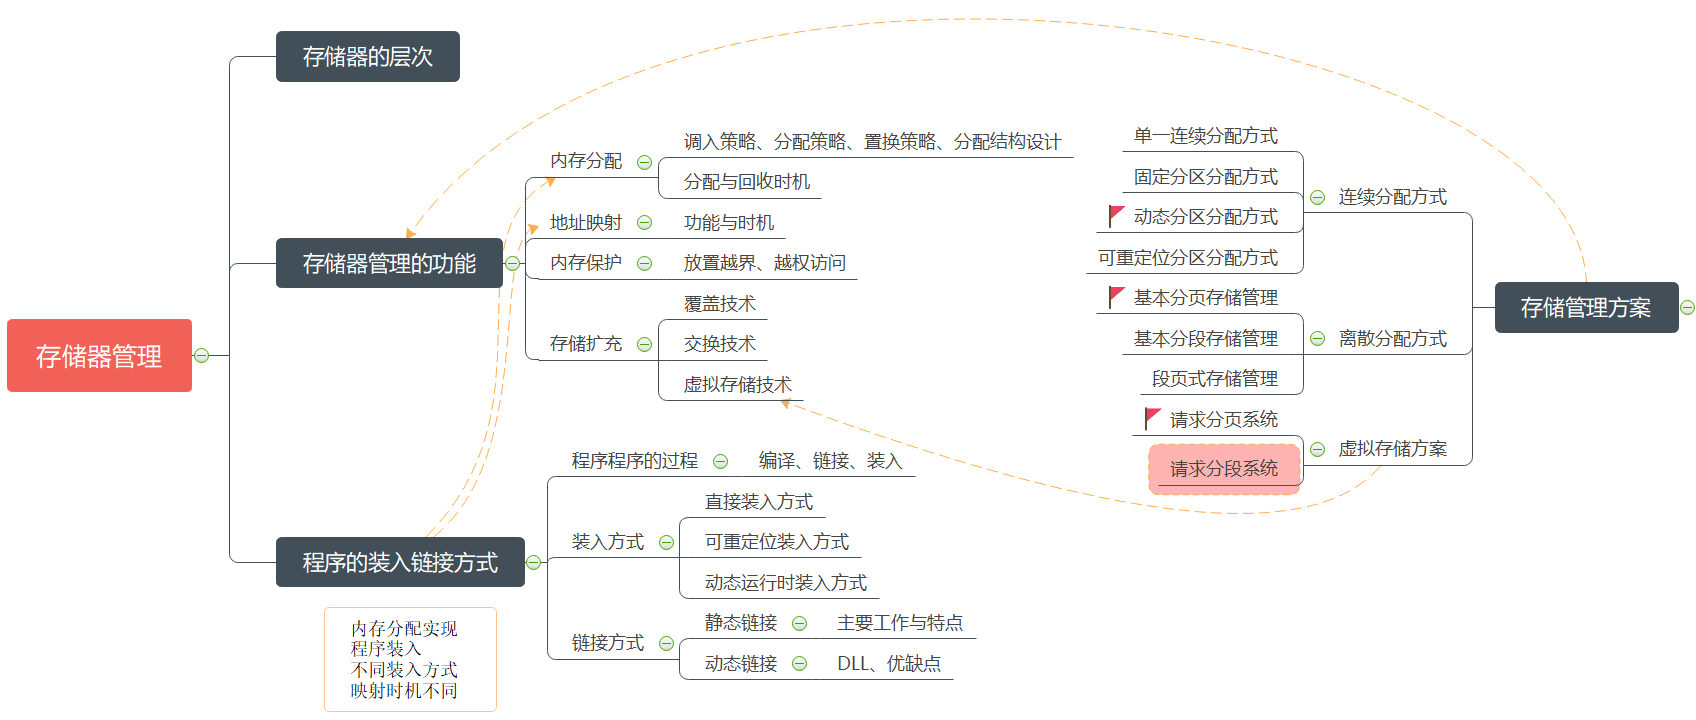 存储器管理
存储器的层次
存储器管理的功能
内存分配
调入策略、分配策略、置换策略、分配结构设计
分配与回收时机
地址映射
功能与时机
内存保护
放置越界、越权访问
存储扩充
覆盖技术
交换技术
虚拟存储技术
程序的装入链接方式
程序程序的过程
编译、链接、装入
装入方式
直接装入方式
可重定位装入方式
动态运行时装入方式
链接方式
静态链接
主要工作与特点
动态链接
DLL、优缺点
内存分配实现
程序装入
不同装入方式
映射时机不同
存储管理方案
连续分配方式
单一连续分配方式
固定分区分配方式
动态分区分配方式
可重定位分区分配方式
离散分配方式
基本分页存储管理
基本分段存储管理
段页式存储管理
虚拟存储方案
请求分页系统
请求分段系统